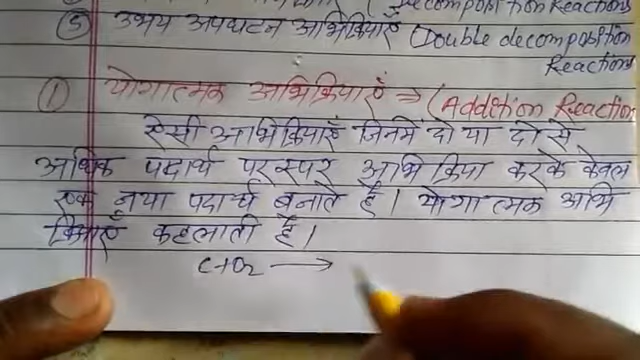 (Decomposition Reactions
⑤ उभय अपघटन अभिक्रियाएँ (Double decomposition
Reactions
① योगात्मक अभिक्रियाएँ ⇒ (Addition Reaction
ऐसी अभिक्रियाएँ जिनमें दो या दो से
अधिक पदार्थ परस्पर अभिक्रिया करके केवल
एक नया पदार्थ बनाते हैं। योगात्मक अभि
क्रियाएँ कहलाती हैं।
C+O₂ ⟶